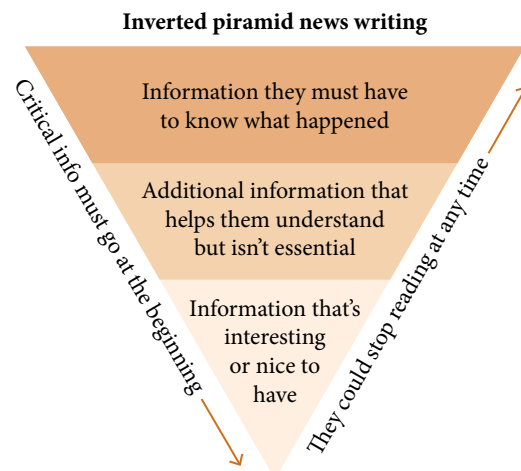 Inverted piramid news writing
Information they must have
to know what happened
Additional information that
helps them understand
but isn't essential
Information that's
interesting
or nice to
have
Critical info must go at the beginning
They could stop reading at any time